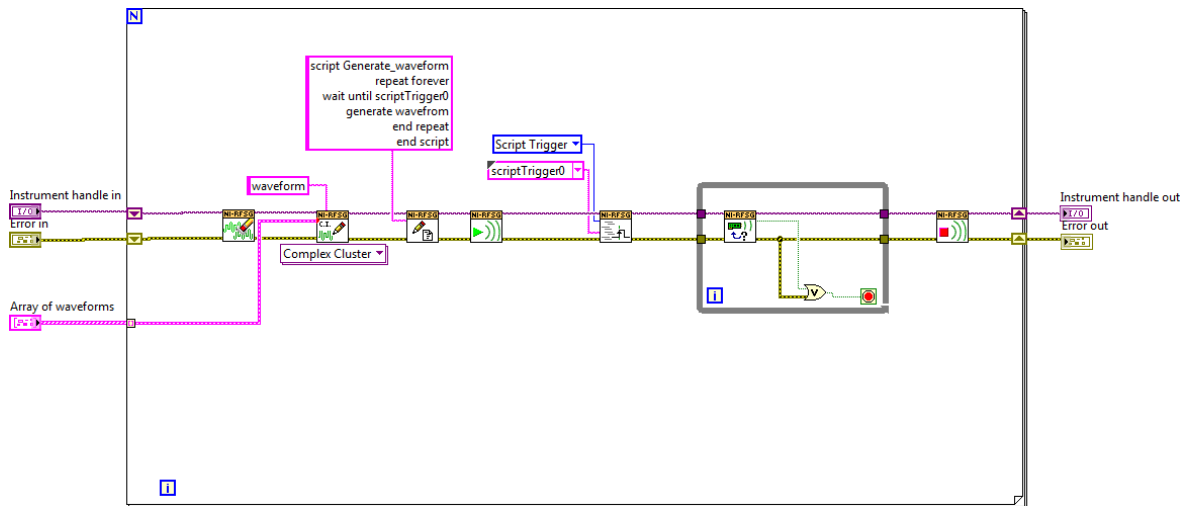 N
script Generate_waveform
repeat forever
wait until scriptTrigger0
generate wavefrom
end repeat
end script
Script Trigger
scriptTrigger0
waveform
Instrument handle in
I/O
Error in
NI-RFSG
NI-RFSG
C.I.
NI-RFSG
NI-RFSG
NI-RFSG
NI-RFSG
?
NI-RFSG
Instrument handle out
I/O
Error out
Complex Cluster
V
i
Array of waveforms
i